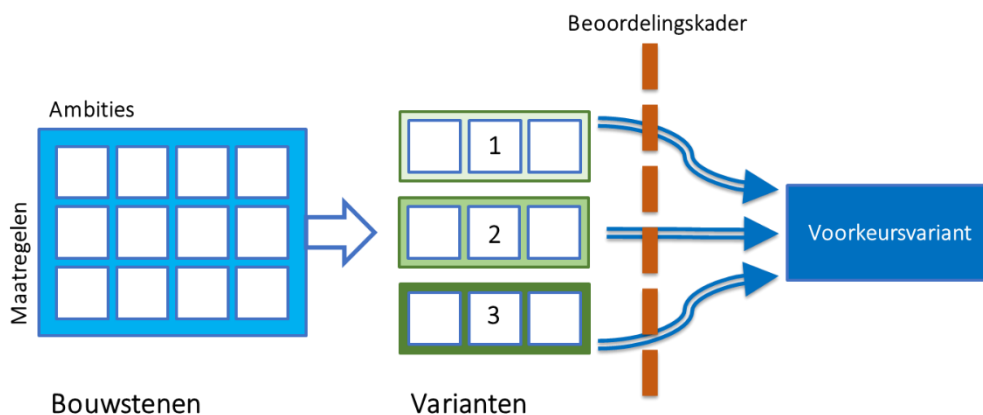 Beoordelingskader
Ambities
Maatregelen
1
2
3
Voorkeursvariant
Bouwstenen
Varianten